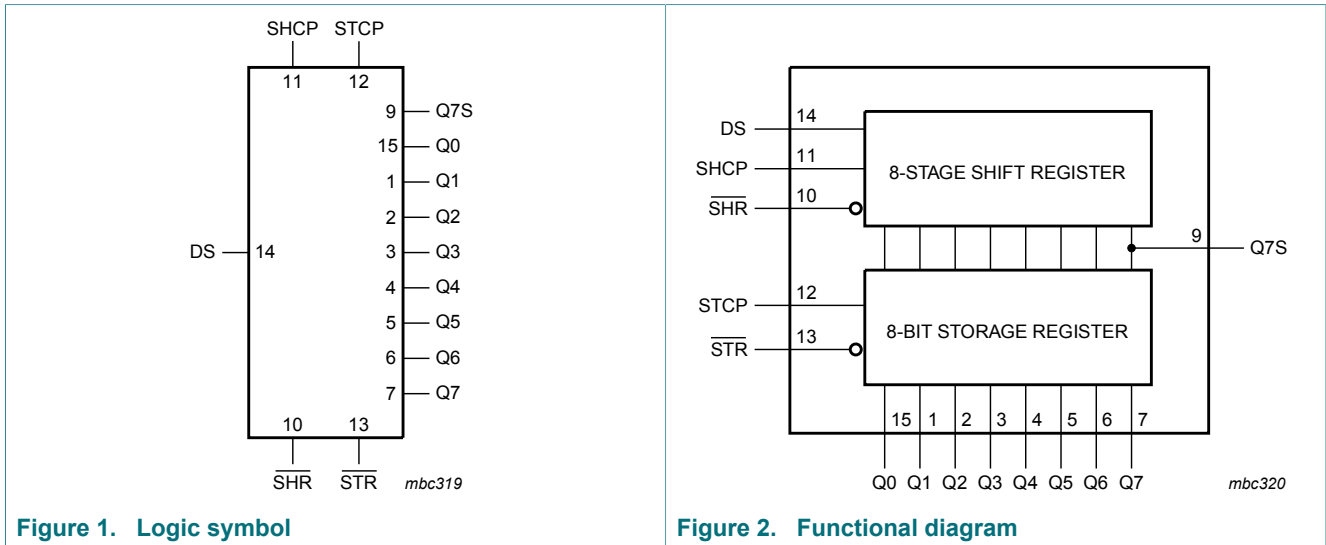 SHCP STCP
11 12
9 Q7S
15 Q0
1 Q1
2 Q2
DS 14 3 Q3
4 Q4
5 Q5
6 Q6
7 Q7
10 13
SHR STR mbc319
Figure 1. Logic symbol
DS 14
SHCP 11
SHR 10
8-STAGE SHIFT REGISTER
9 Q7S
STCP 12
STR 13
8-BIT STORAGE REGISTER
15 1 2 3 4 5 6 7
Q0 Q1 Q2 Q3 Q4 Q5 Q6 Q7 mbc320
Figure 2. Functional diagram